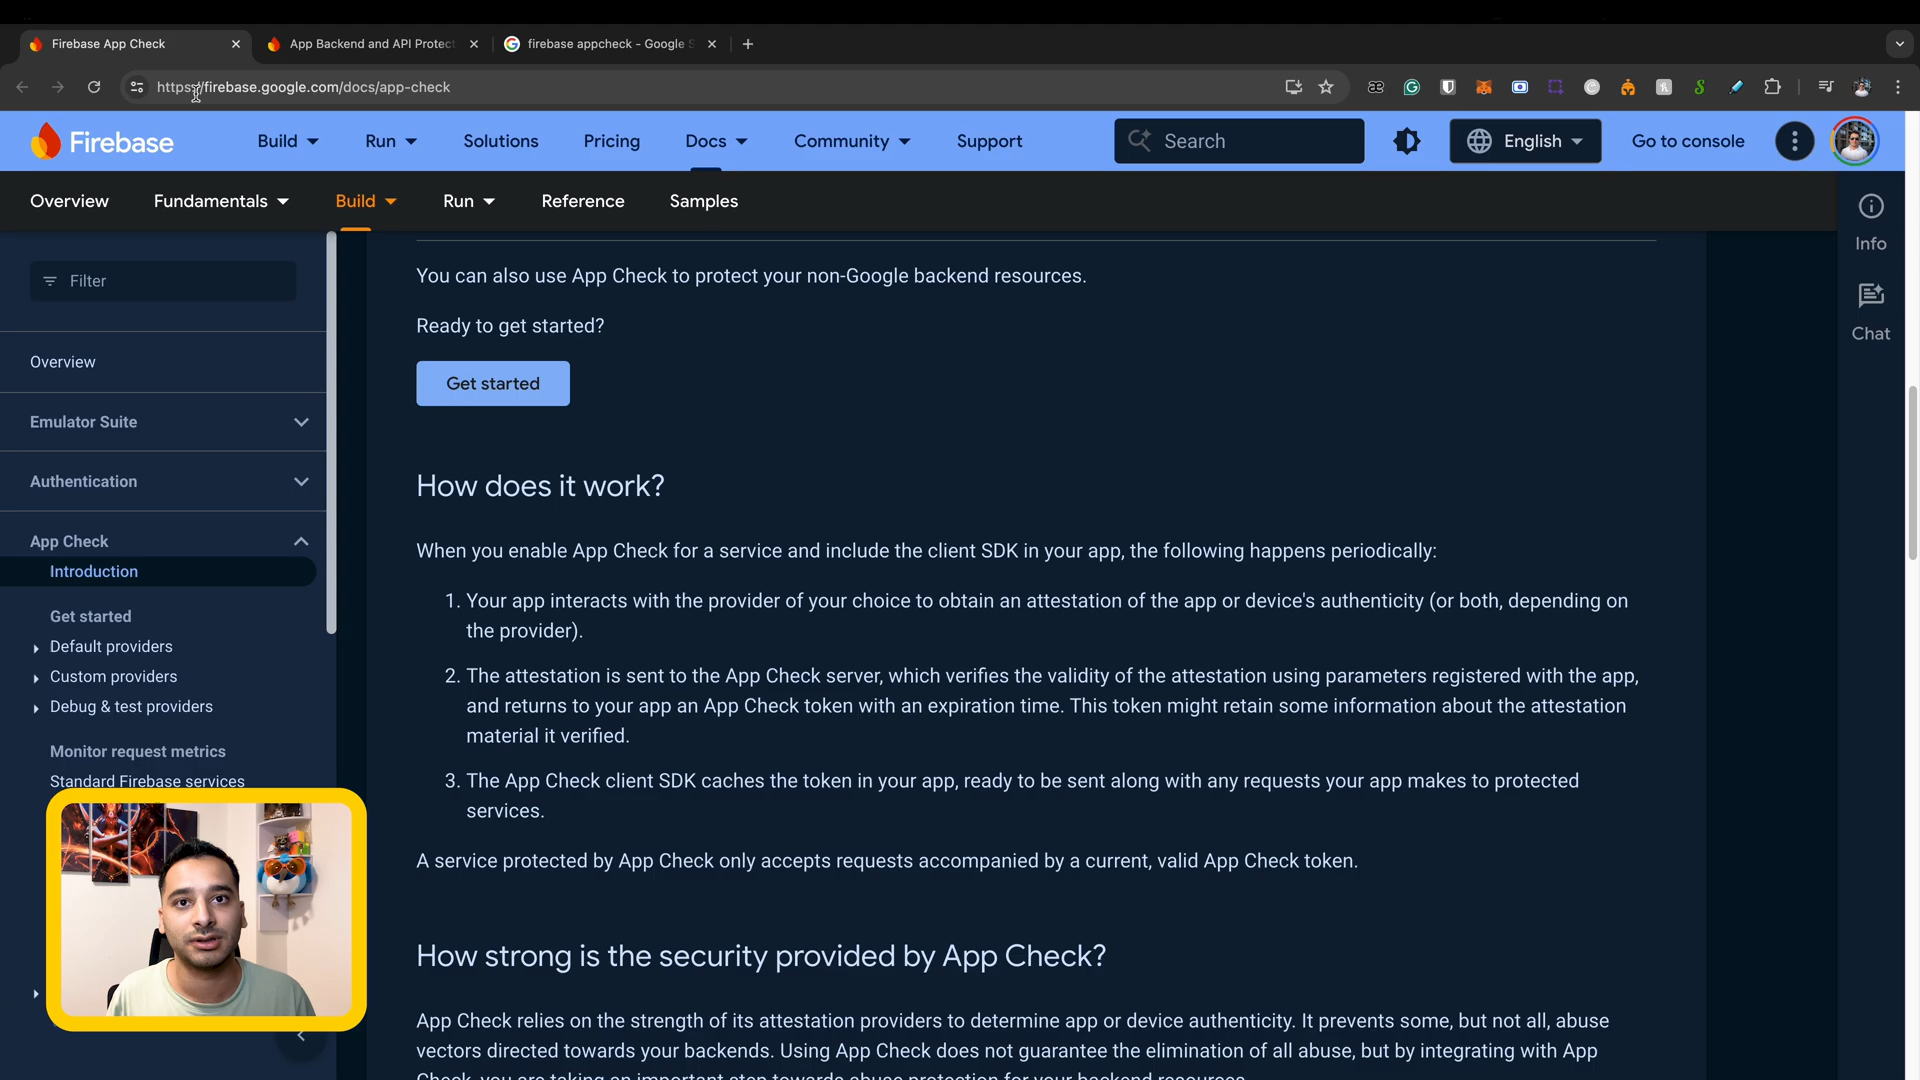 Firebase App Check
App Backend and API Protect
firebase appcheck - Google S
https://firebase.google.com/docs/app-check
Firebase
Build
Run
Solutions
Pricing
Docs
Community
Support
Search
English
Go to console
Overview
Fundamentals
Build
Run
Reference
Samples
Info
Chat
Filter
Overview
Emulator Suite
Authentication
App Check
Introduction
Get started
Default providers
Custom providers
Debug & test providers
Monitor request metrics
Standard Firebase services
You can also use App Check to protect your non-Google backend resources.
Ready to get started?
Get started
How does it work?
When you enable App Check for a service and include the client SDK in your app, the following happens periodically:
1. Your app interacts with the provider of your choice to obtain an attestation of the app or device's authenticity (or both, depending on
the provider).
2. The attestation is sent to the App Check server, which verifies the validity of the attestation using parameters registered with the app,
and returns to your app an App Check token with an expiration time. This token might retain some information about the attestation
material it verified.
3. The App Check client SDK caches the token in your app, ready to be sent along with any requests your app makes to protected
services.
A service protected by App Check only accepts requests accompanied by a current, valid App Check token.
How strong is the security provided by App Check?
App Check relies on the strength of its attestation providers to determine app or device authenticity. It prevents some, but not all, abuse
vectors directed towards your backends. Using App Check does not guarantee the elimination of all abuse, but by integrating with App
Check, you are taking an important step towards abuse protection for your backend resources.